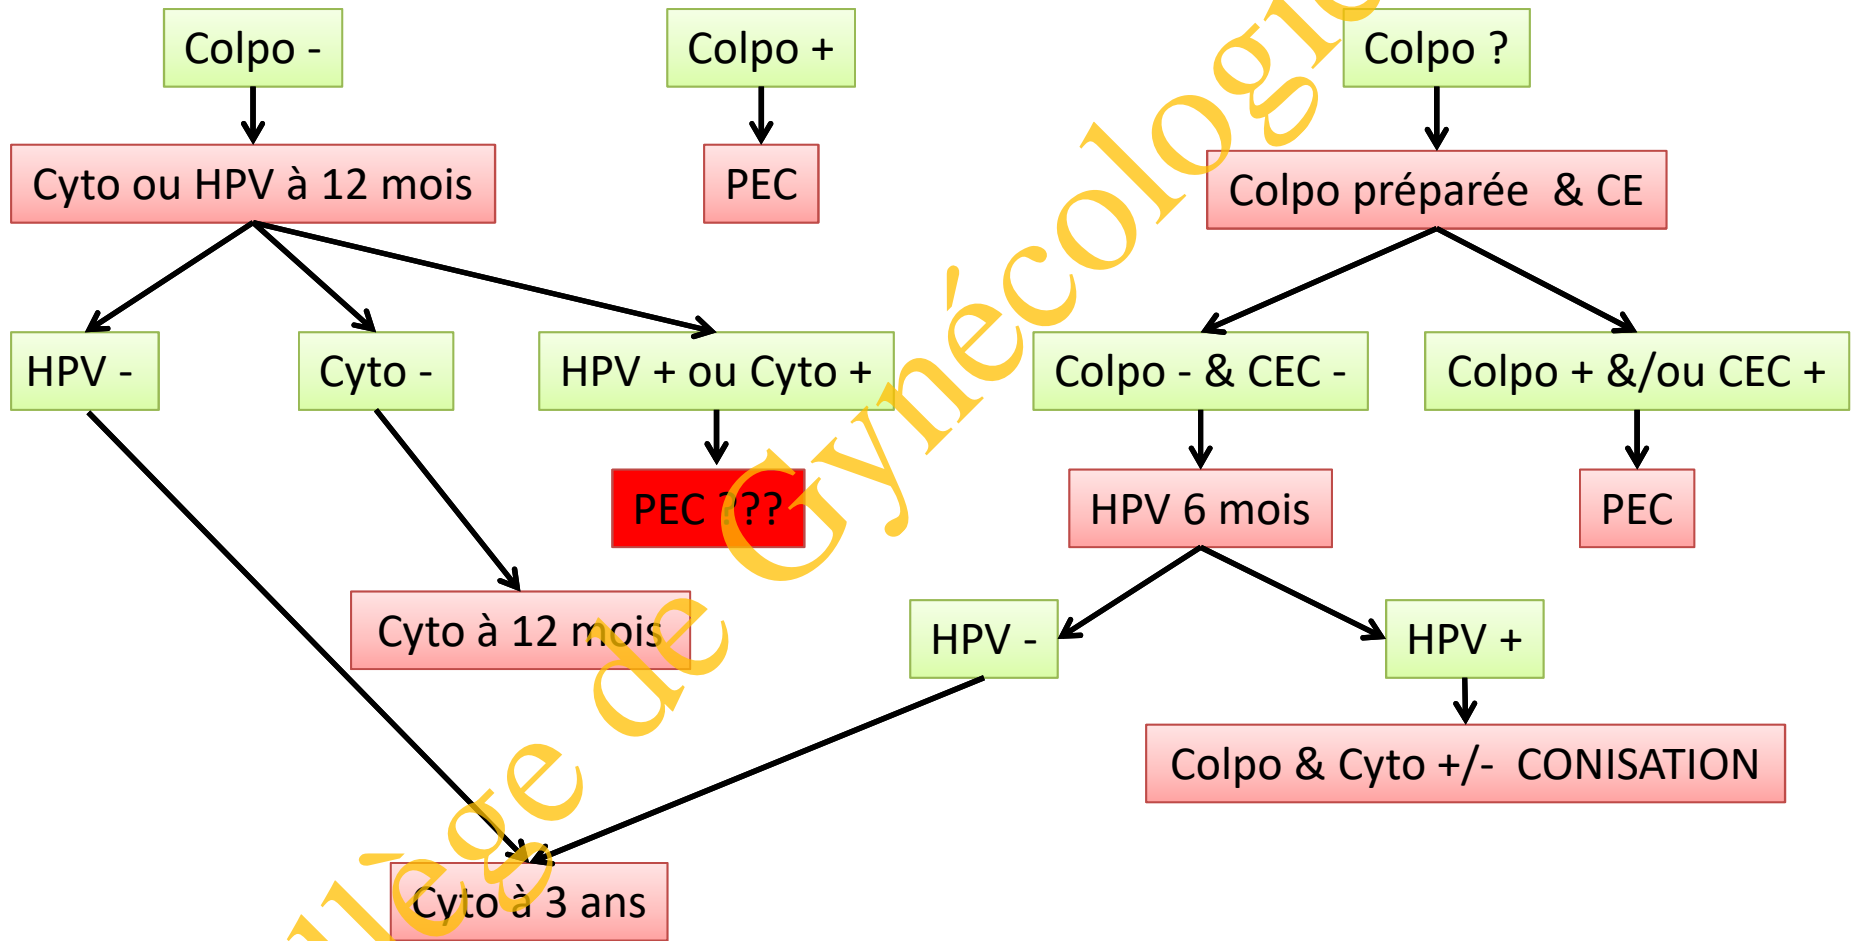 Colpo -
Colpo +
Colpo ?
Cyto ou HPV à 12 mois
PEC
Colpo préparée & CE
HPV -
Cyto -
HPV + ou Cyto +
Colpo - & CEC -
Colpo + &/ou CEC +
PEC ???
HPV 6 mois
PEC
Cyto à 12 mois
HPV -
HPV +
Colpo & Cyto +/- CONISATION
Cyto à 3 ans
de Gynécologie